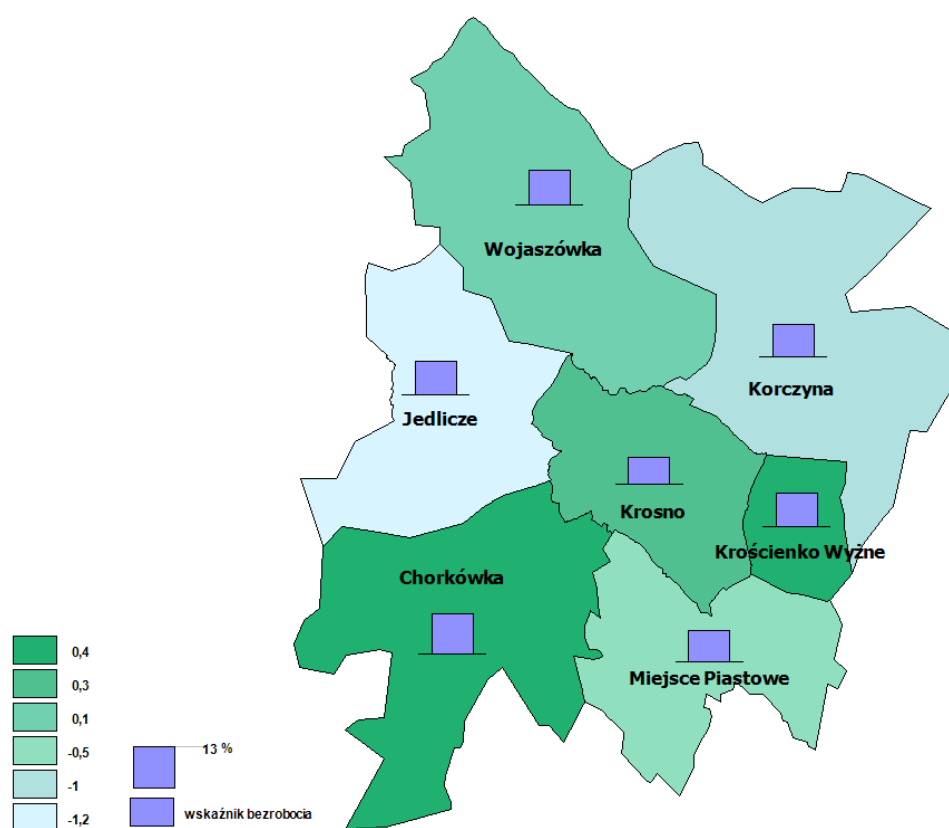 Wojaszówka
Korczyna
Jedlicze
Krosno
Krościenko Wyżne
Chorkówka
Miejsce Piastowe
0,4
0,3
0,1
-0,5
-1
-1,2
13 %
wskaźnik bezrobocia